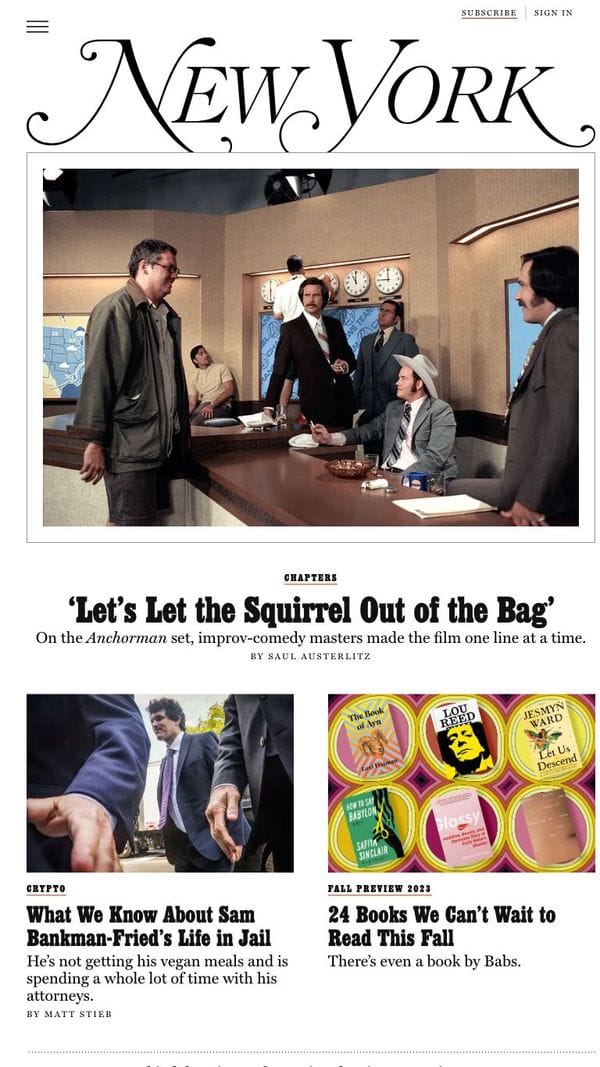 SUBSCRIBE
SIGN IN
NEW YORK
CHAPTERS
‘Let’s Let the Squirrel Out of the Bag’
On the Anchorman set, improv-comedy masters made the film one line at a time.
BY SAUL AUSTERLITZ
The Book
of Ayn
Lexi Freiman
LOU
REED
JESMYN
WARD
Let Us
Descend
HOW TO SAY
BABYLON
SAFIYA
SINCLAIR
Glossy
CRYPTO
What We Know About Sam
Bankman-Fried’s Life in Jail
He’s not getting his vegan meals and is
spending a whole lot of time with his
attorneys.
BY MATT STIEB
FALL PREVIEW 2023
24 Books We Can’t Wait to
Read This Fall
There’s even a book by Babs.